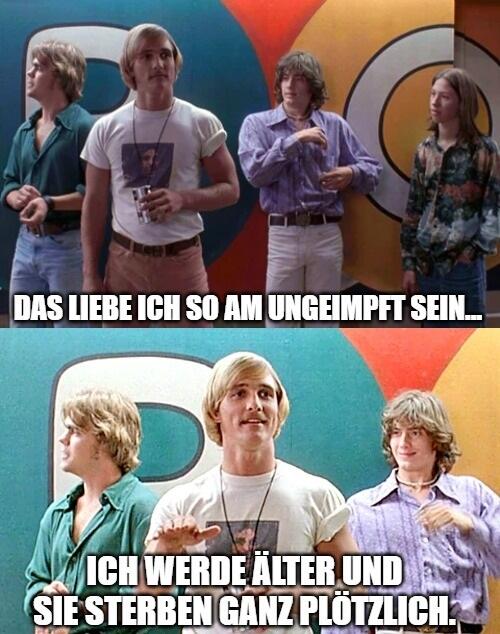 DAS LIEBE ICH SO AM UNGEIMPFT SEIN...
ICH WERDE ÄLTER UND
SIE STERBEN GANZ PLÖTZLICH.